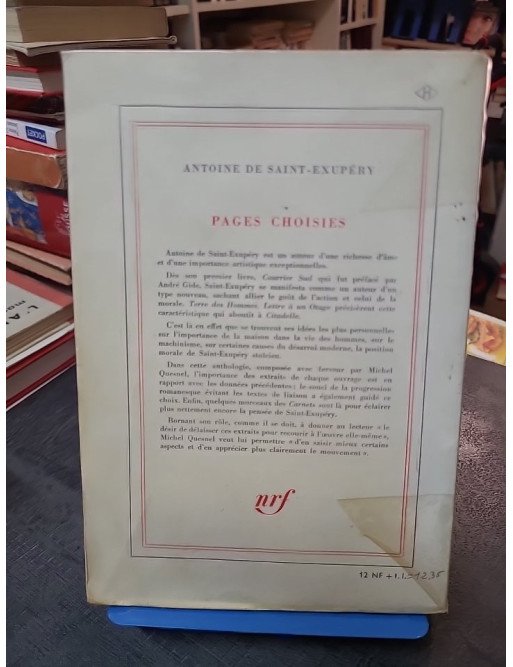 H
POCKET
ANTOINE DE SAINT-EXUPÉRY
PAGES CHOISIES
Antoine de Saint-Exupéry est un auteur d'une richesse d'âme
et d'une importance artistique exceptionnelles.
Dès son premier livre, Courrier Sud qui fut préfacé par
André Gide, Saint-Exupéry se manifesta comme un auteur d'un
type nouveau, sachant allier le goût de l'action et celui de la
morale. Terre des Hommes, Lettre à un Otage précisèrent cette
caractéristique qui aboutit à Citadelle.
C'est là en effet que se trouvent ses idées les plus personnelles
sur l'importance de la maison dans la vie des hommes, sur le
machinisme, sur certaines causes du désarroi moderne, la position
morale de Saint-Exupéry stoïcien.
Dans cette anthologie, composée avec ferveur par Michel
Quesnel, l'importance des extraits de chaque ouvrage est en
rapport avec les données précédentes : le souci de la progression
romanesque évitant les textes de liaison a également guidé ce
choix. Enfin, quelques morceaux des Carnets sont là pour éclairer
plus nettement encore la pensée de Saint-Exupéry.
Bornant son rôle, comme il se doit, à donner au lecteur « le
désir de délaisser ces extraits pour recourir à l'œuvre elle-même »,
Michel Quesnel veut lui permettre « d'en saisir mieux certains
aspects et d'en apprécier plus clairement le mouvement ».
nrf
12 NF + t. l. = 12,35